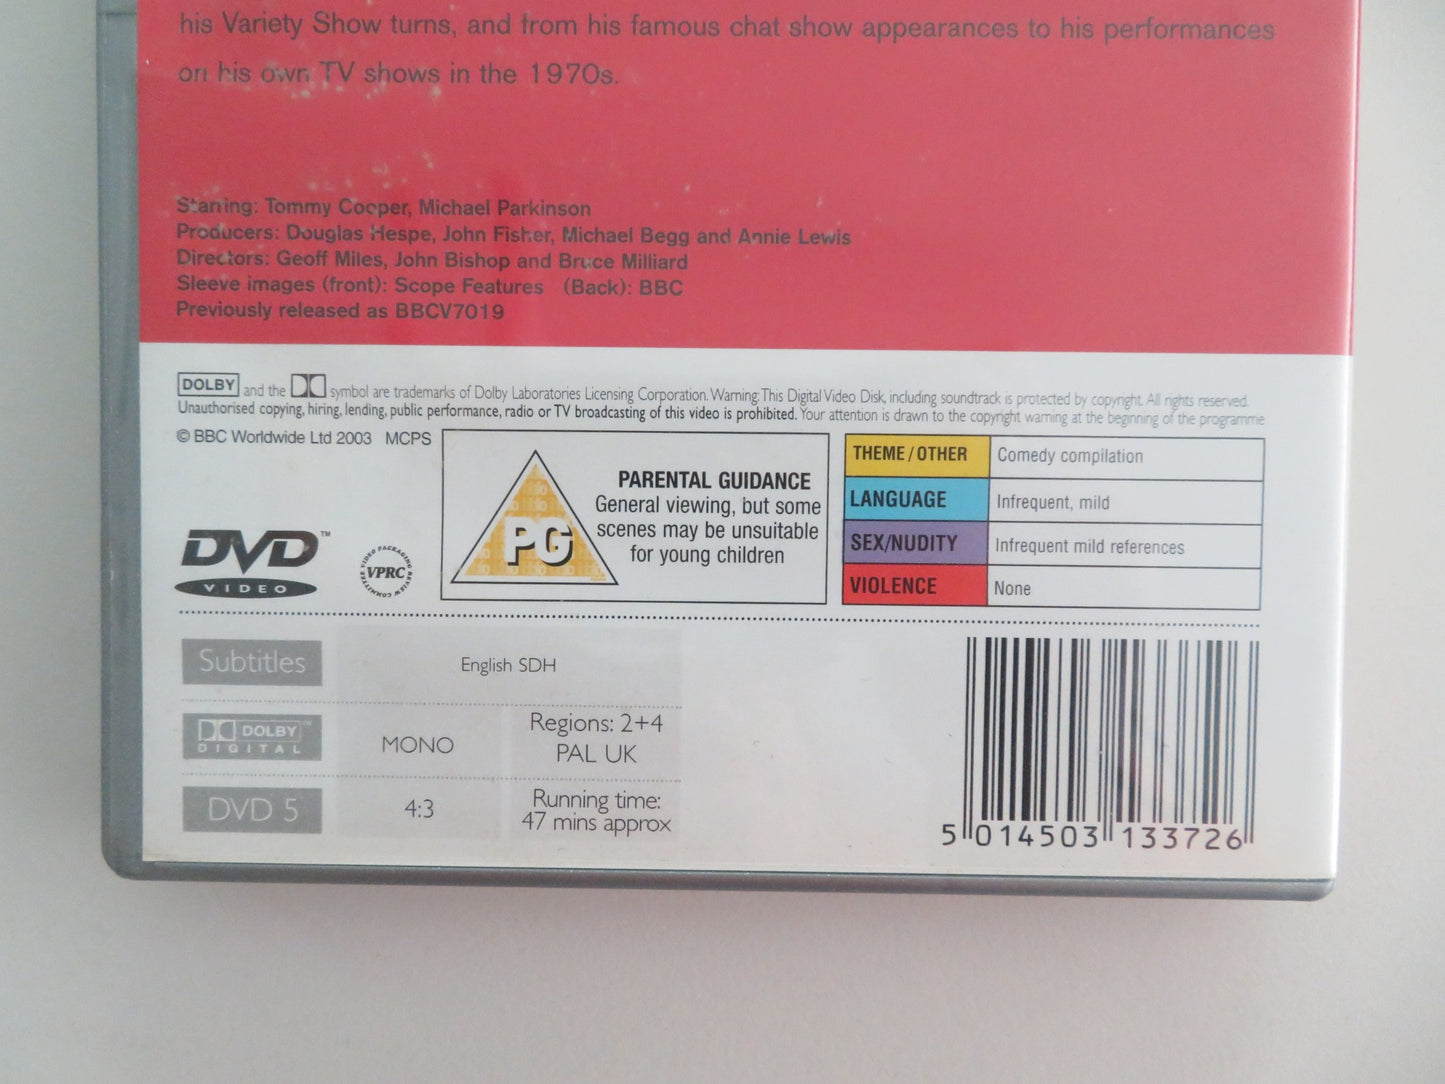 his Variety Show turns, and from his famous chat show appearances to his performances
on his own TV shows in the 1970s.
Starring: Tommy Cooper, Michael Parkinson
Producers: Douglas Hespe, John Fisher, Michael Begg and Annie Lewis
Directors: Geoff Miles, John Bishop and Bruce Milliard
Sleeve images (front): Scope Features (Back): BBC
Previously released as BBCV7019
DOLBY and the symbol are trademarks of Dolby Laboratories Licensing Corporation. Warning: This Digital Video Disk, including soundtrack is protected by copyright. All rights reserved.
Unauthorised copying, hiring, lending, public performance, radio or TV broadcasting of this video is prohibited. Your attention is drawn to the copyright warning at the beginning of the programme
© BBC Worldwide Ltd 2003 MCPS
DVD™
VIDEO
VIDEO PACKAGING REVIEW COMMITTEE
VPRC
PG
PARENTAL GUIDANCE
General viewing, but some
scenes may be unsuitable
for young children
THEME/OTHER Comedy compilation
LANGUAGE Infrequent, mild
SEX/NUDITY Infrequent mild references
VIOLENCE None
Subtitles English SDH
DOLBY™
DIGITAL
MONO
Regions: 2+4
PAL UK
DVD 5
4:3
Running time:
47 mins approx
5 014503 133726